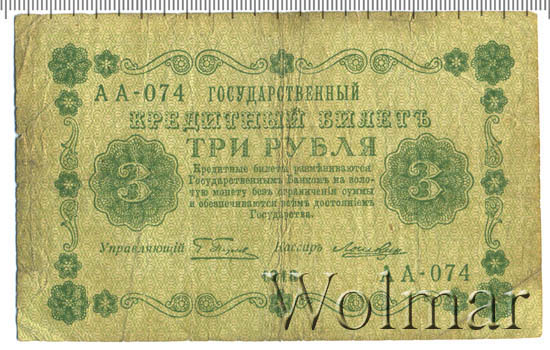 АА-074 ГОСУДАРСТВЕННЫЙ
КРЕДИТНЫЙ БИЛЕТЪ
ТРИ РУБЛЯ
3 3
Кредитные билеты размѣниваются
Государственнымъ Банкомъ на золо-
тую монету безъ ограниченія суммы
и обезпечиваются всѣмъ достояніемъ
Государства.
Управляющій Кассиръ
1918
АА-074
Wolmar